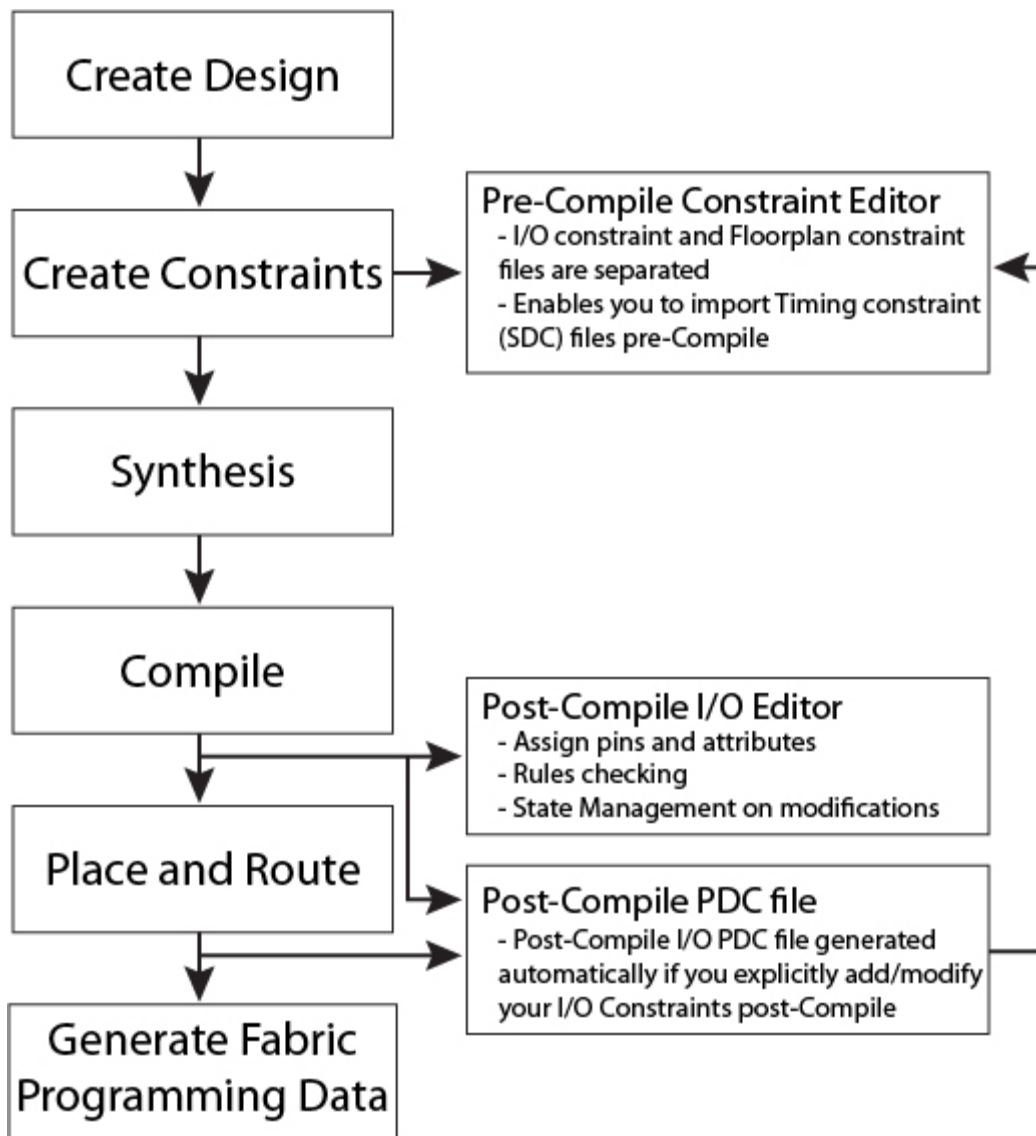 Create Design
Create Constraints
Pre-Compile Constraint Editor
- I/O constraint and Floorplan constraint
files are separated
- Enables you to import Timing constraint
(SDC) files pre-Compile
Synthesis
Compile
Post-Compile I/O Editor
- Assign pins and attributes
- Rules checking
- State Management on modifications
Place and Route
Post-Compile PDC file
- Post-Compile I/O PDC file generated
automatically if you explicitly add/modify
your I/O Constraints post-Compile
Generate Fabric
Programming Data